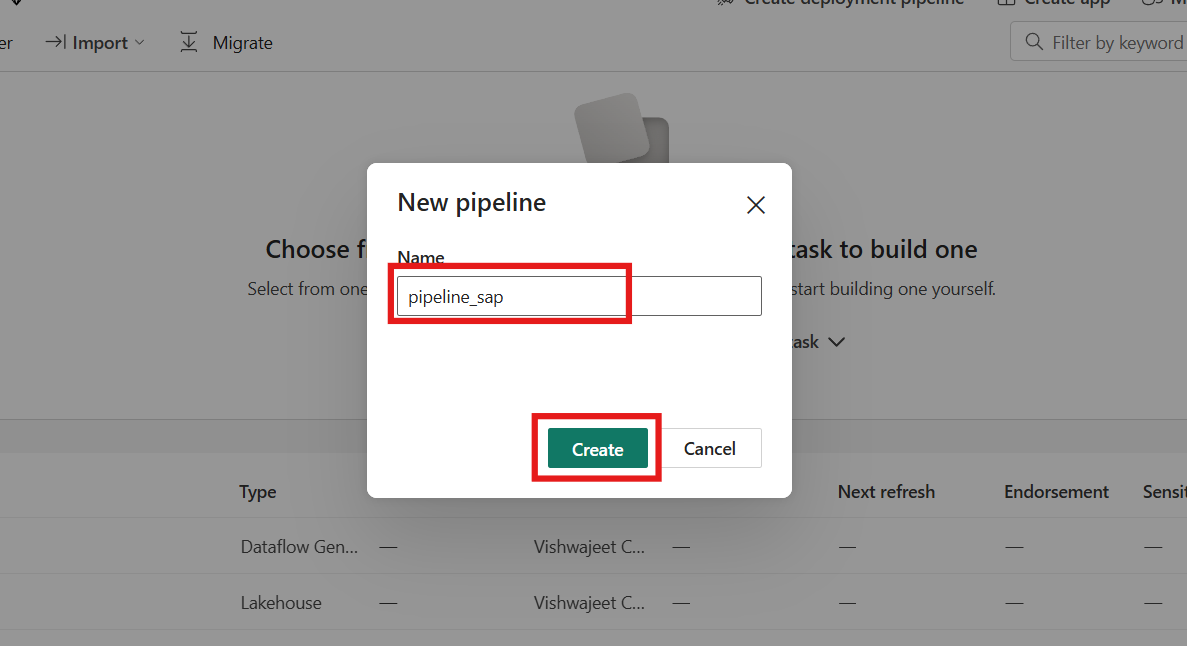 Create deployment pipeline Create app
er Import Migrate Filter by keyword
New pipeline
Choose task to build one
Name
Select from one start building one yourself.
pipeline_sap
task
Create Cancel
Type Next refresh Endorsement Sensit
Dataflow Gen... — Vishwajeet C... — — — —
Lakehouse — Vishwajeet C... — — — —